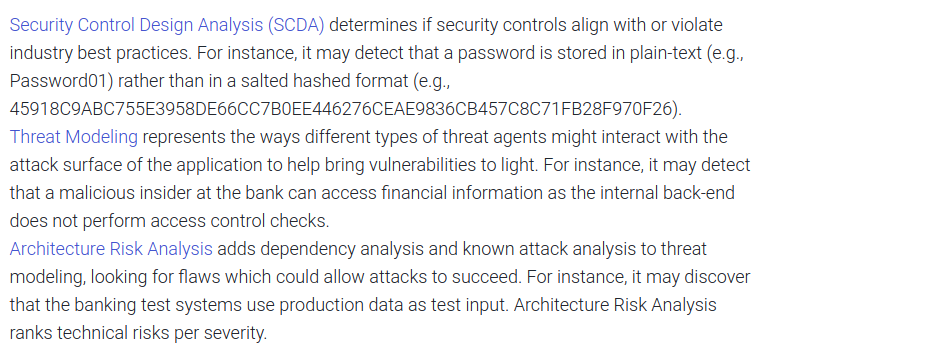 Security Control Design Analysis (SCDA) determines if security controls align with or violate
industry best practices. For instance, it may detect that a password is stored in plain-text (e.g.,
Password01) rather than in a salted hashed format (e.g.,
45918C9ABC755E3958DE66CC7B0EE446276CEAE9836CB457C8C71FB28F970F26).
Threat Modeling represents the ways different types of threat agents might interact with the
attack surface of the application to help bring vulnerabilities to light. For instance, it may detect
that a malicious insider at the bank can access financial information as the internal back-end
does not perform access control checks.
Architecture Risk Analysis adds dependency analysis and known attack analysis to threat
modeling, looking for flaws which could allow attacks to succeed. For instance, it may discover
that the banking test systems use production data as test input. Architecture Risk Analysis
ranks technical risks per severity.